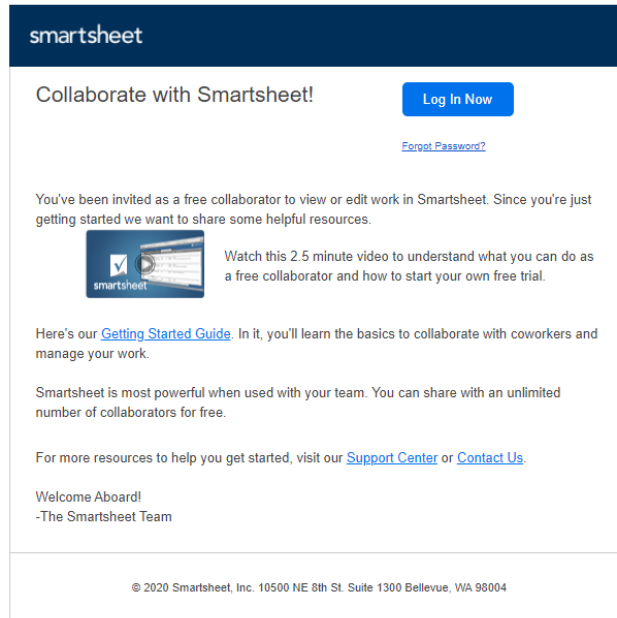 smartsheet
Collaborate with Smartsheet!
Log In Now
Forgot Password?
You've been invited as a free collaborator to view or edit work in Smartsheet. Since you're just
getting started we want to share some helpful resources.
smartsheet
Watch this 2.5 minute video to understand what you can do as
a free collaborator and how to start your own free trial.
Here's our Getting Started Guide. In it, you'll learn the basics to collaborate with coworkers and
manage your work.
Smartsheet is most powerful when used with your team. You can share with an unlimited
number of collaborators for free.
For more resources to help you get started, visit our Support Center or Contact Us.
Welcome Aboard!
-The Smartsheet Team
© 2020 Smartsheet, Inc. 10500 NE 8th St. Suite 1300 Bellevue, WA 98004